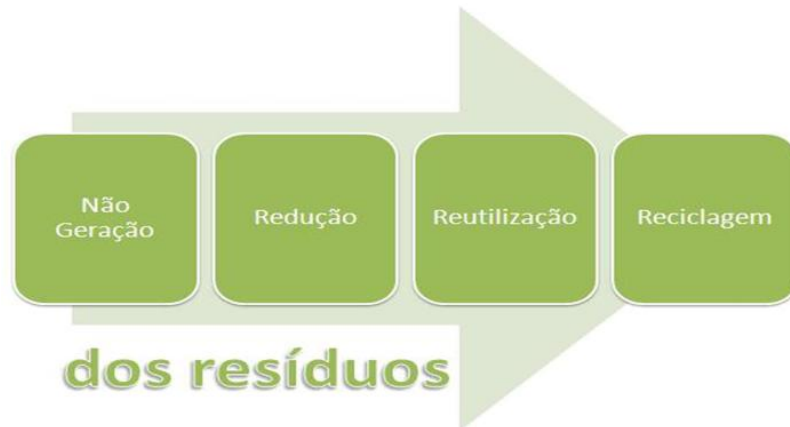 Não
Geração
Redução
Reutilização
Reciclagem
dos resíduos